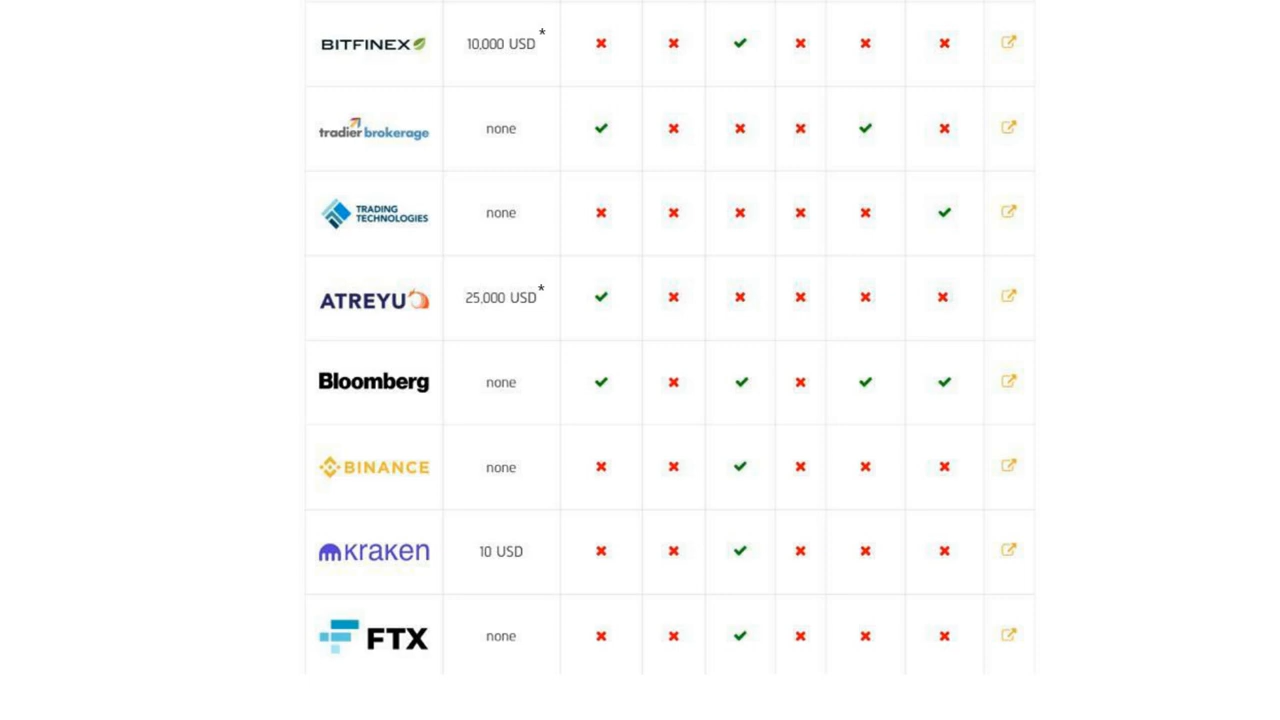 BITFINEX 10,000 USD *
tradier brokerage none
TRADING
TECHNOLOGIES none
ATREYU 25,000 USD *
Bloomberg none
BINANCE none
kraken 10 USD
FTX none